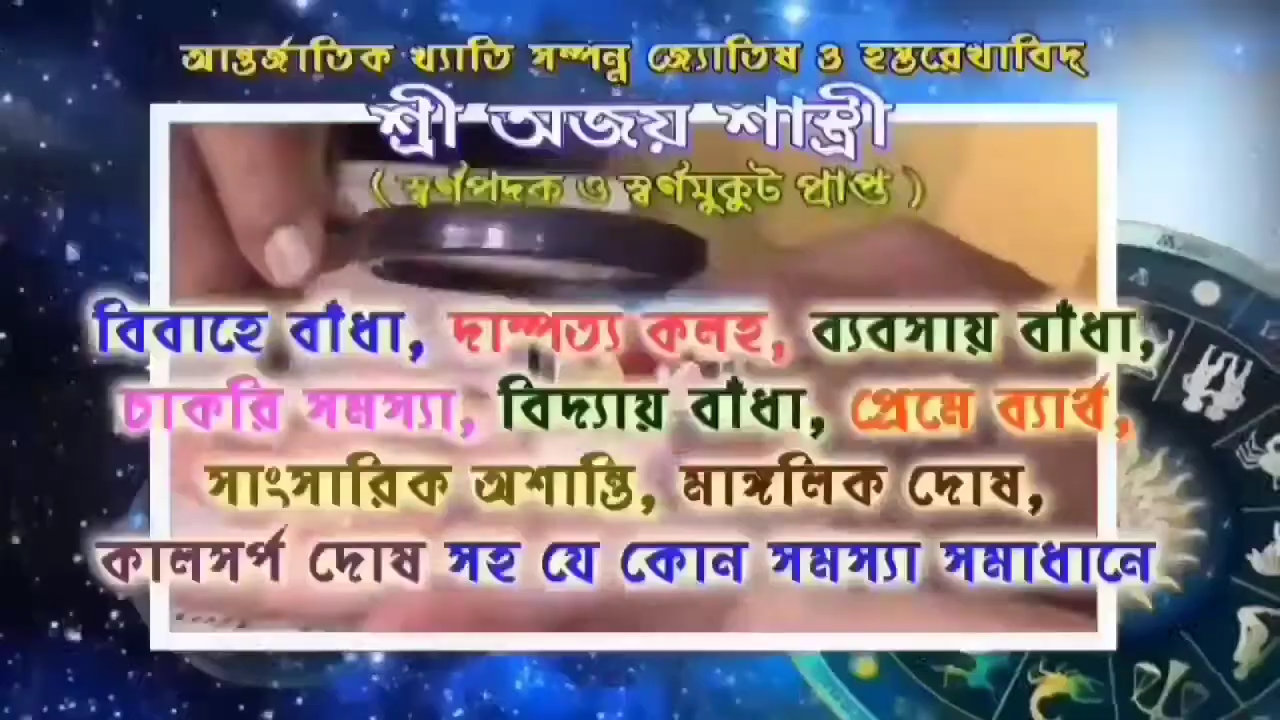 আন্তর্জাতিক খ্যাতি সম্পন্ন জ্যোতিষ ও হস্তরেখাবিদ্
শ্রী অজয় শাস্ত্রী
( স্বর্ণপদক ও স্বর্ণমুকুট প্রাপ্ত )
বিবাহে বাঁধা, দাম্পত্য কলহ, ব্যবসায় বাঁধা,
চাকরি সমস্যা, বিদ্যায় বাঁধা, প্রেমে ব্যার্থ,
সাংসারিক অশান্তি, মাঙ্গলিক দোষ,
কালসর্প দোষ সহ যে কোন সমস্যা সমাধানে